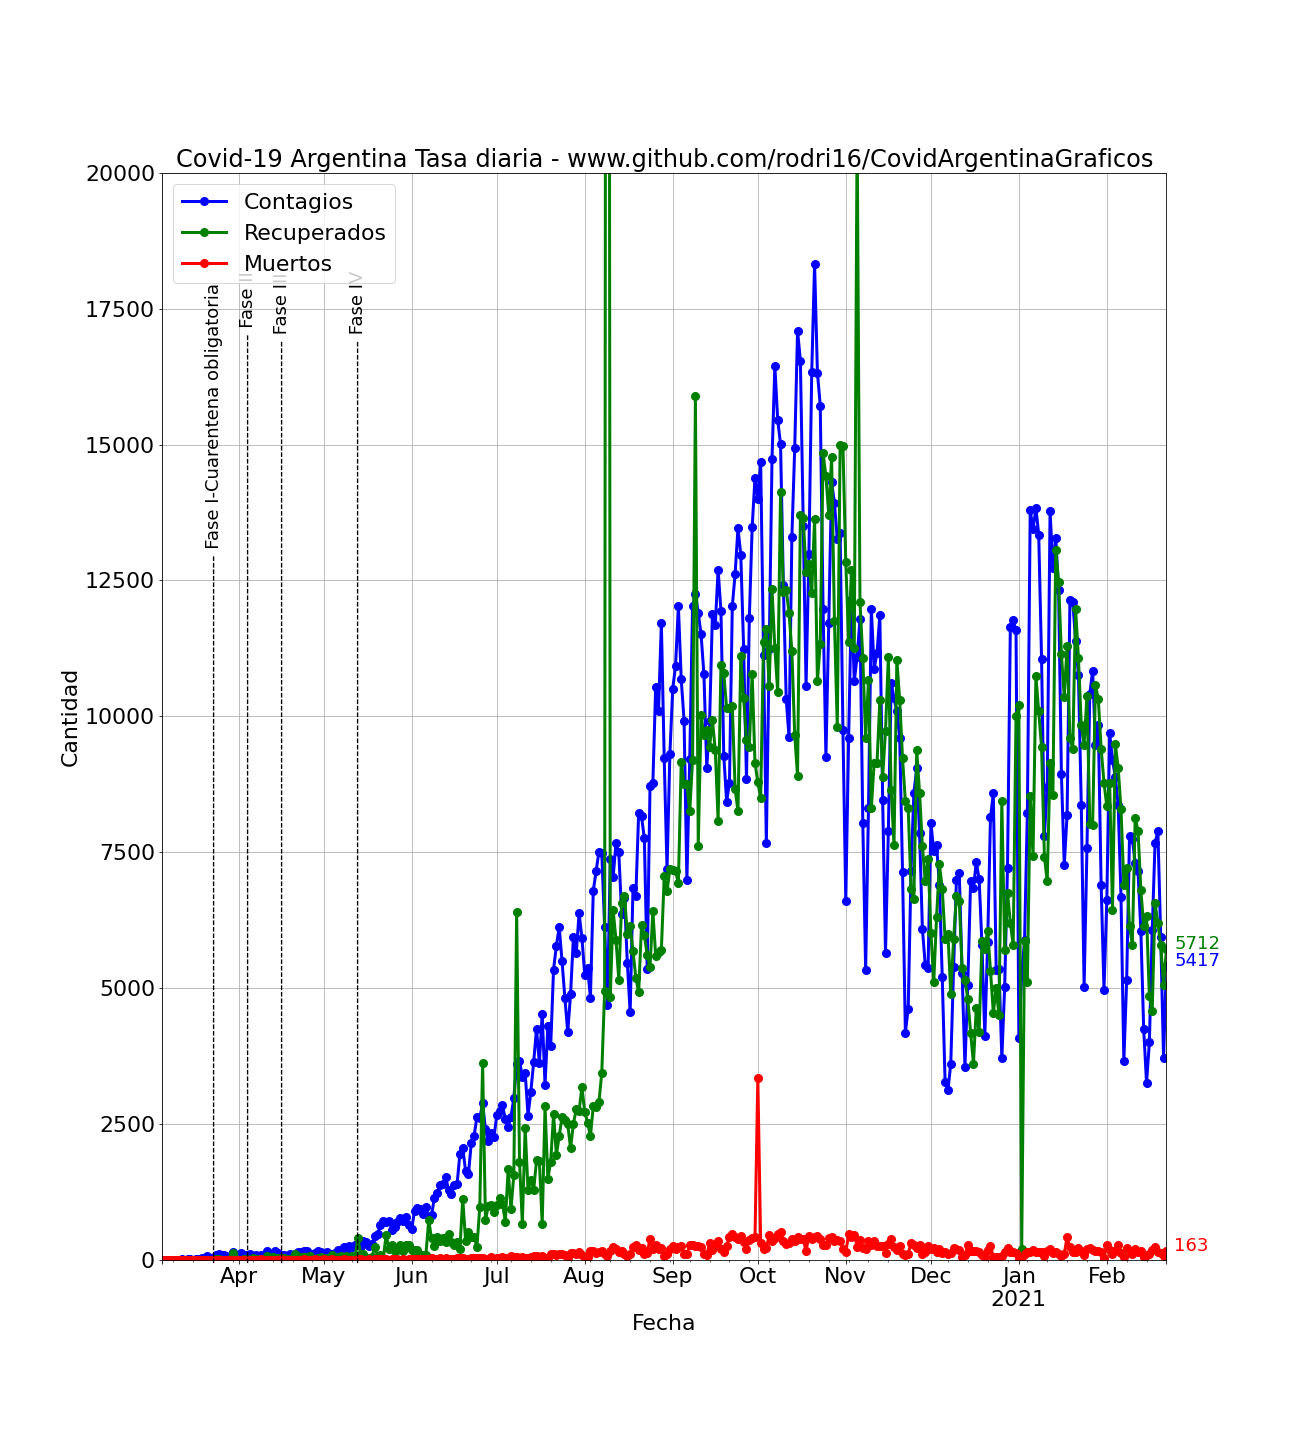 Covid-19 Argentina Tasa diaria - www.github.com/rodri16/CovidArgentinaGraficos
Contagios
Recuperados
Muertos
Fase I-Cuarentena obligatoria
Fase II
Fase III
Fase IV
Cantidad
20000
17500
15000
12500
10000
7500
5000
2500
0
5712
5417
163
Apr
May
Jun
Jul
Aug
Sep
Oct
Nov
Dec
Jan
2021
Feb
Fecha